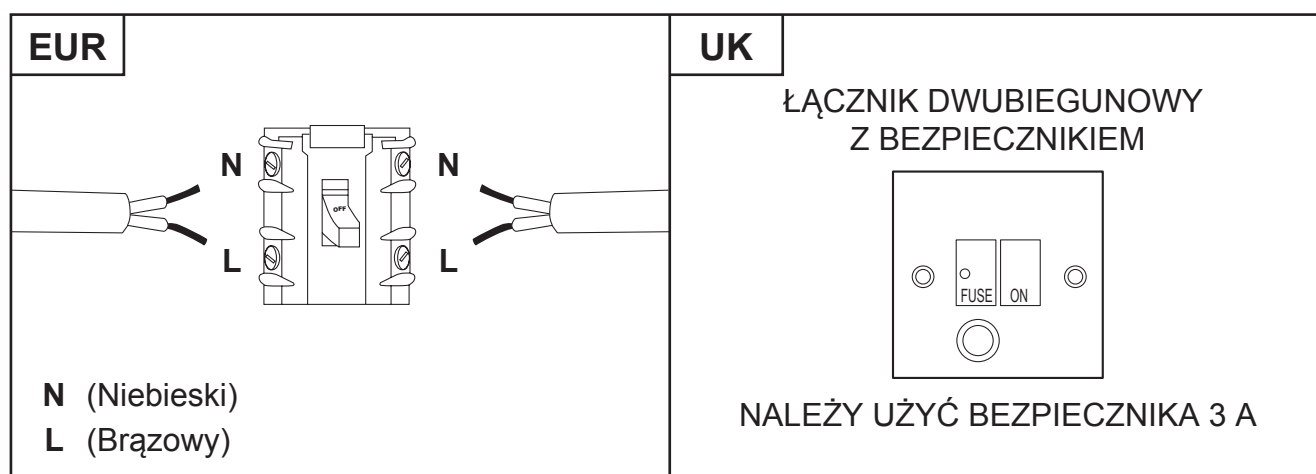 EUR
N
N
OFF
L
L
N (Niebieski)
L (Brązowy)
UK
ŁĄCZNIK DWUBIEGUNOWY
Z BEZPIECZNIKIEM
FUSE
ON
NALEŻY UŻYĆ BEZPIECZNIKA 3 A